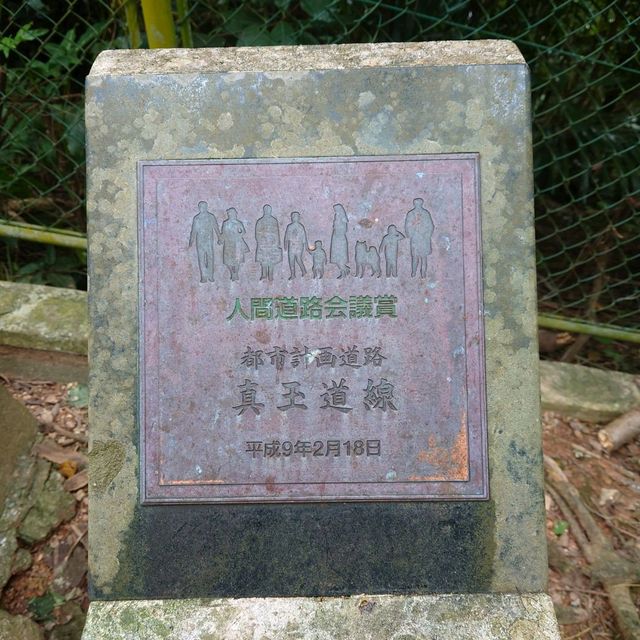 人間道路会議賞
都市計画道路
真玉道線
平成9年2月18日